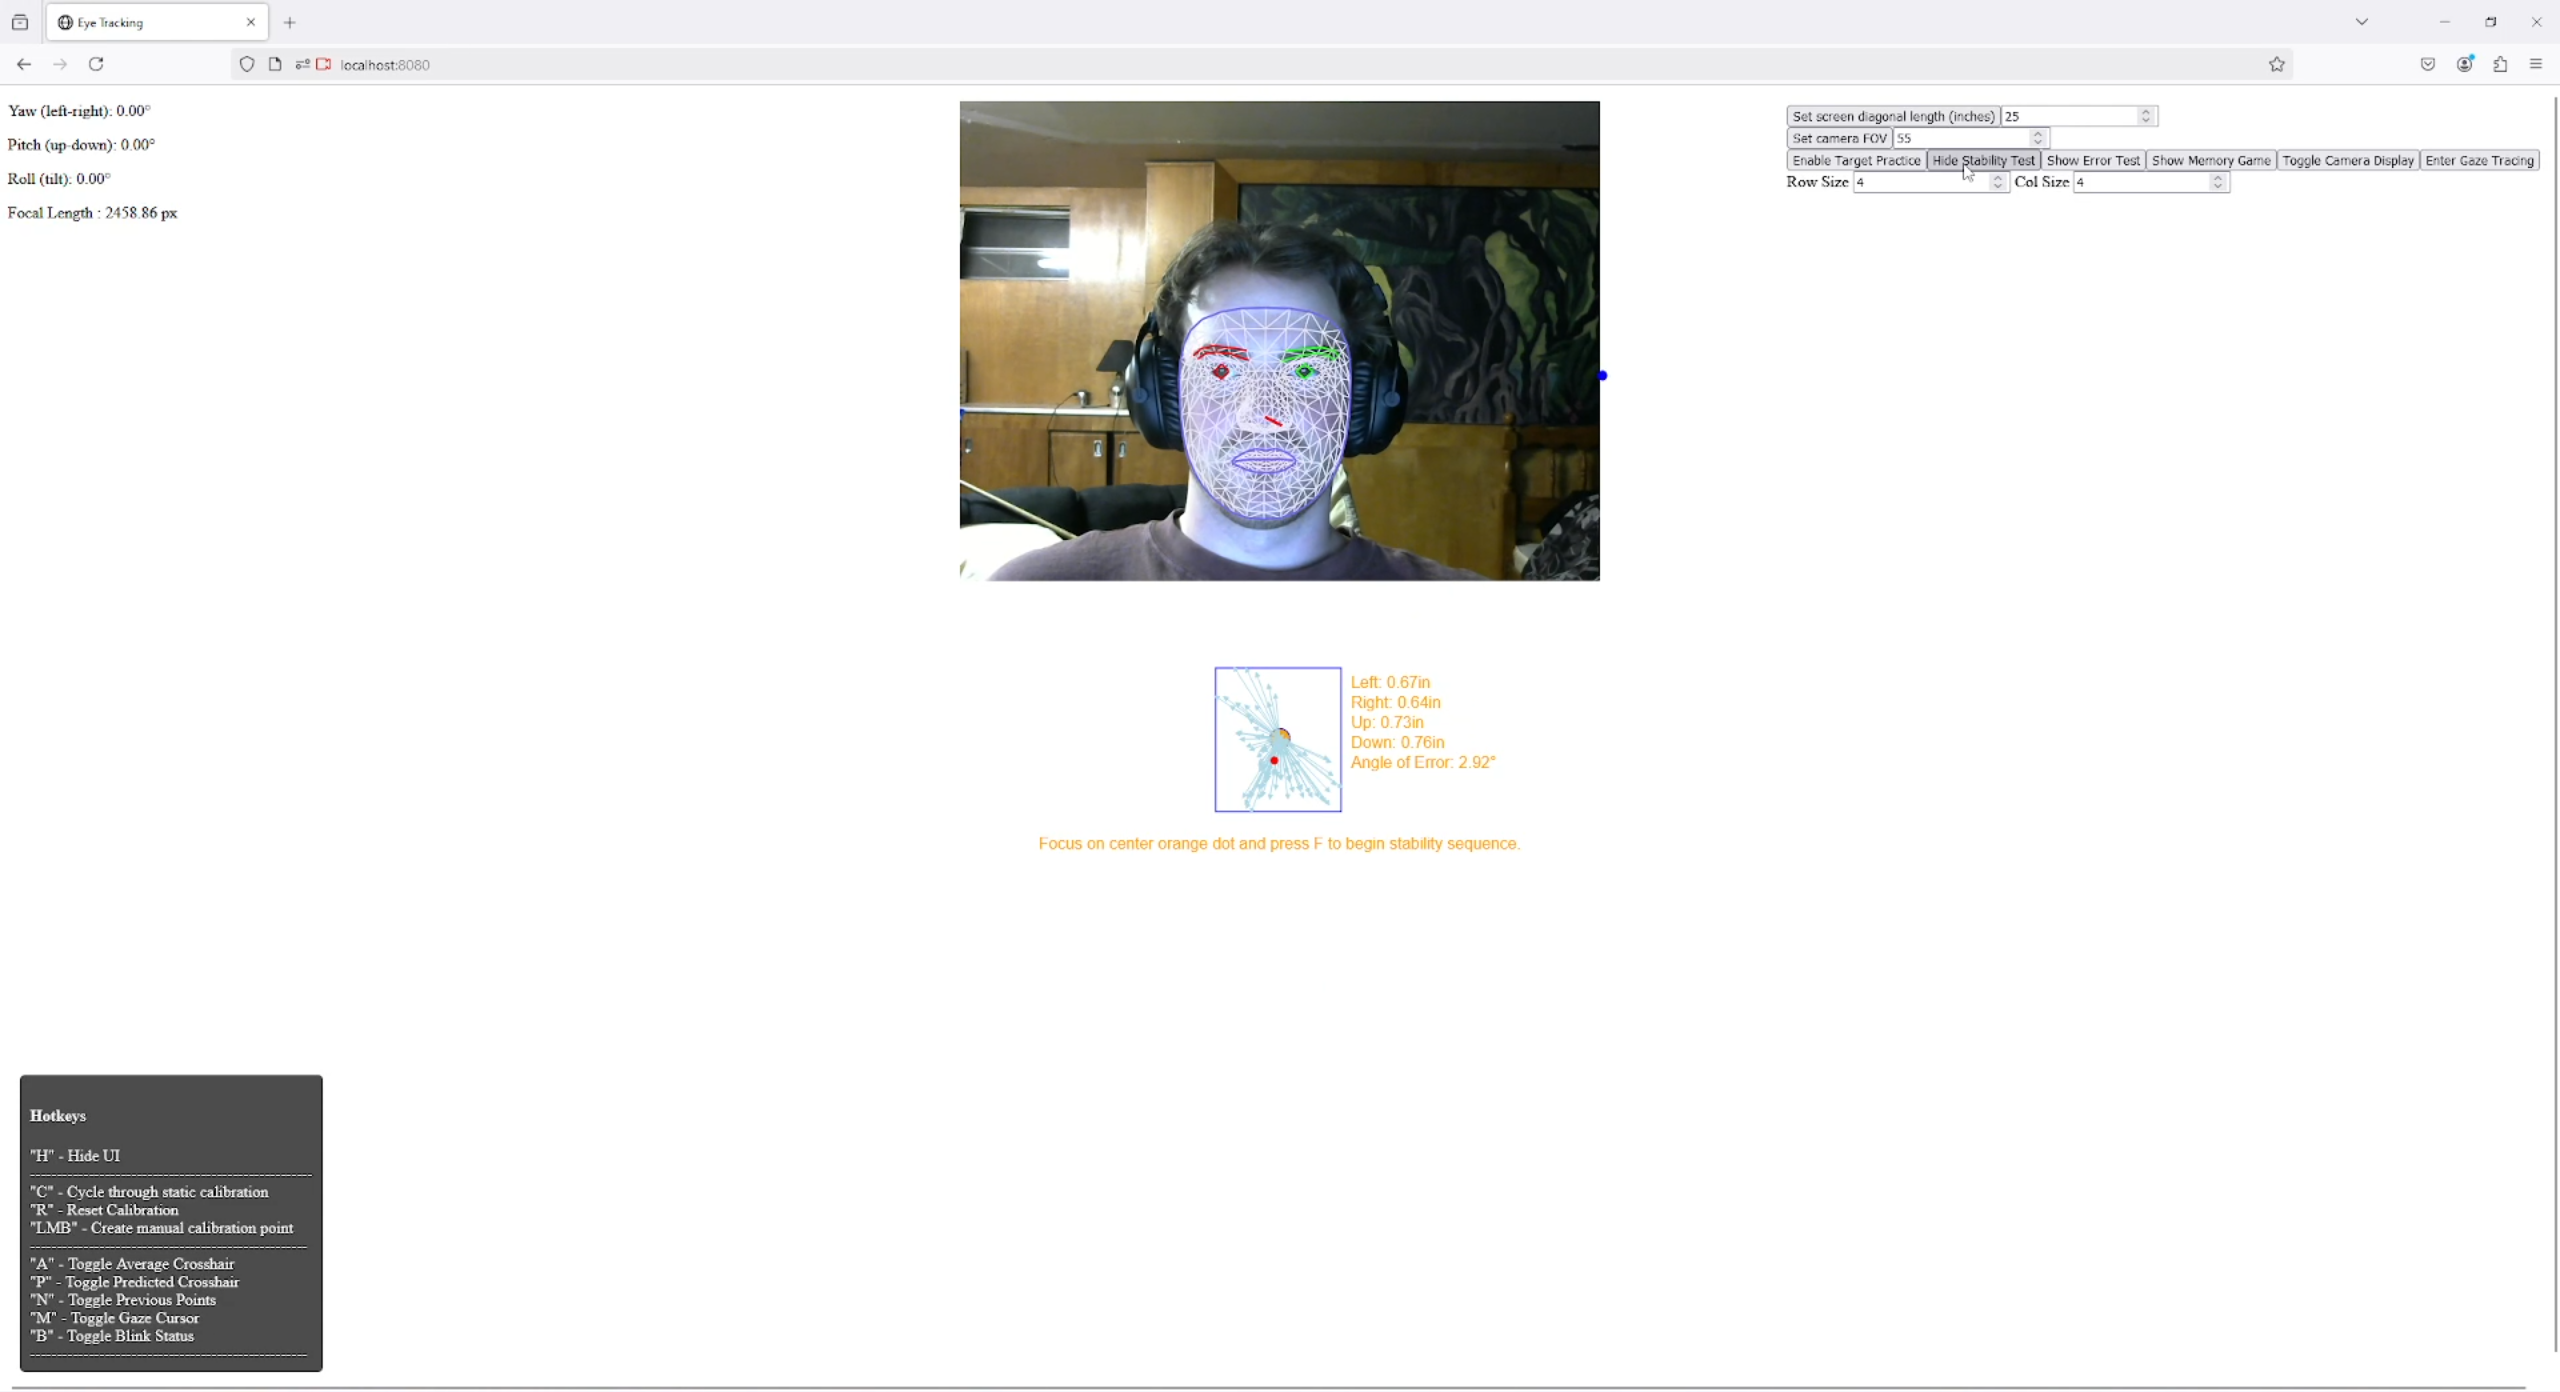 Eye Tracking
localhost:8080
Yaw (left-right): 0.00°
Pitch (up-down): 0.00°
Roll (tilt): 0.00°
Focal Length : 2458.86 px
Set screen diagonal length (inches) 25
Set camera FOV 55
Enable Target Practice Hide Stability Test Show Error Test Show Memory Game Toggle Camera Display Enter Gaze Tracing
Row Size 4 Col Size 4
Left: 0.67in
Right: 0.64in
Up: 0.73in
Down: 0.76in
Angle of Error: 2.92°
Focus on center orange dot and press F to begin stability sequence.
Hotkeys
"H" - Hide UI
"C" - Cycle through static calibration
"R" - Reset Calibration
"LMB" - Create manual calibration point
"A" - Toggle Average Crosshair
"P" - Toggle Predicted Crosshair
"N" - Toggle Previous Points
"M" - Toggle Gaze Cursor
"B" - Toggle Blink Status